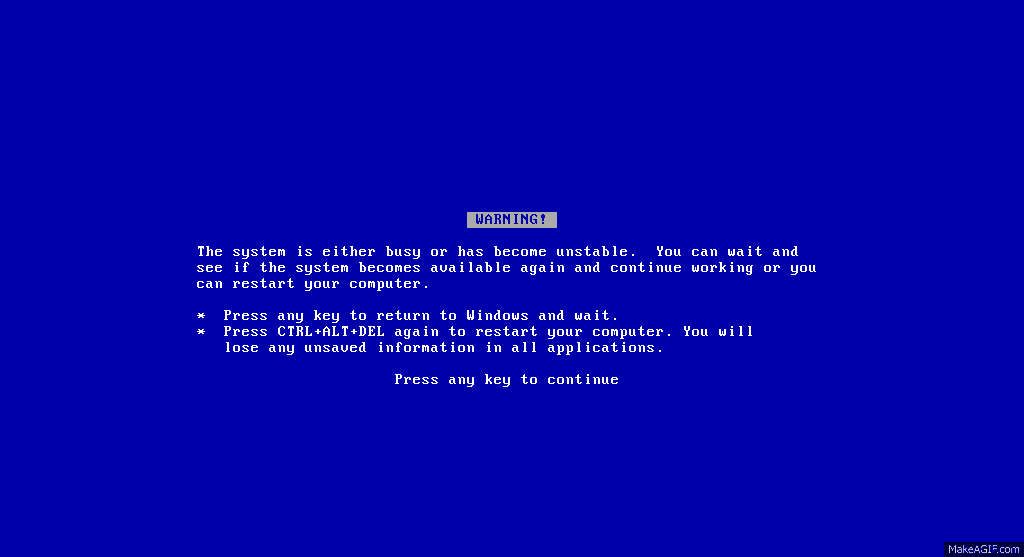 WARNING!
The system is either busy or has become unstable.  You can wait and
see if the system becomes available again and continue working or you
can restart your computer.
*  Press any key to return to Windows and wait.
*  Press CTRL+ALT+DEL again to restart your computer. You will
lose any unsaved information in all applications.
Press any key to continue
MakeAGIF.com